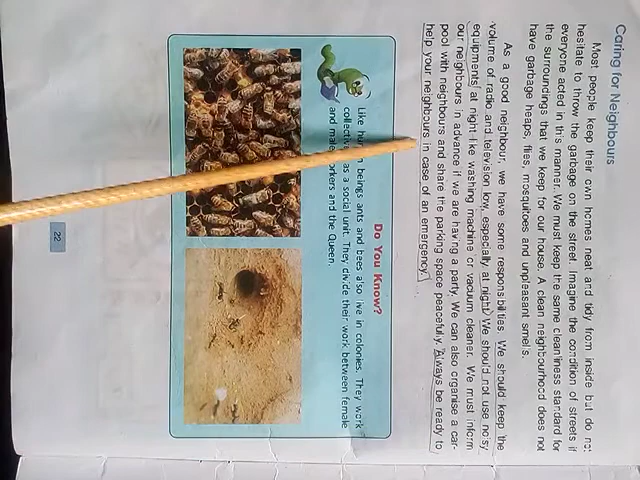 Caring for Neighbours
Most people keep their own homes neat and tidy from inside but do not
hesitate to throw the garbage on the street. Imagine the condition of streets if
everyone acted in this manner. We must keep the same cleanliness standard for
the surroundings that we keep for our house. A clean neighbourhood does not
have garbage heaps, flies, mosquitoes and unpleasant smells.
As a good neighbour, we have some responsibilities. We should keep the
volume of radio and television low, especially at night. We should not use noisy
equipments at night like washing machine or vacuum cleaner. We must inform
our neighbours in advance if we are having a party. We can also organise a car-
pool with neighbours and share the parking space peacefully. Always be ready to
help your neighbours in case of an emergency.
Do You Know?
Like human beings ants and bees also live in colonies. They work
as a social unit. They divide their work between female
and male and the Queen.
22